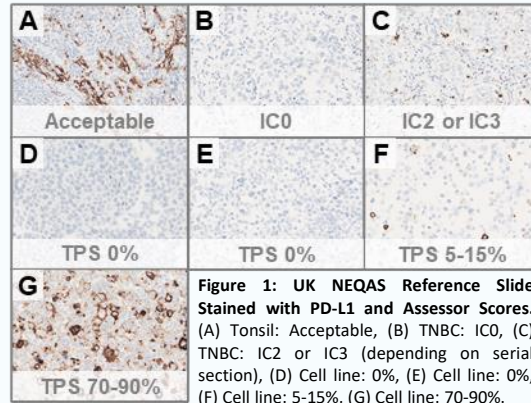 A
B
C
Acceptable
IC0
IC2 or IC3
D
E
F
TPS 0%
TPS 0%
TPS 5-15%
G
TPS 70-90%
Figure 1: UK NEQAS Reference Slide
Stained with PD-L1 and Assessor Scores.
(A) Tonsil: Acceptable, (B) TNBC: IC0, (C)
TNBC: IC2 or IC3 (depending on serial
section), (D) Cell line: 0%, (E) Cell line: 0%,
(F) Cell line: 5-15%, (G) Cell line: 70-90%.